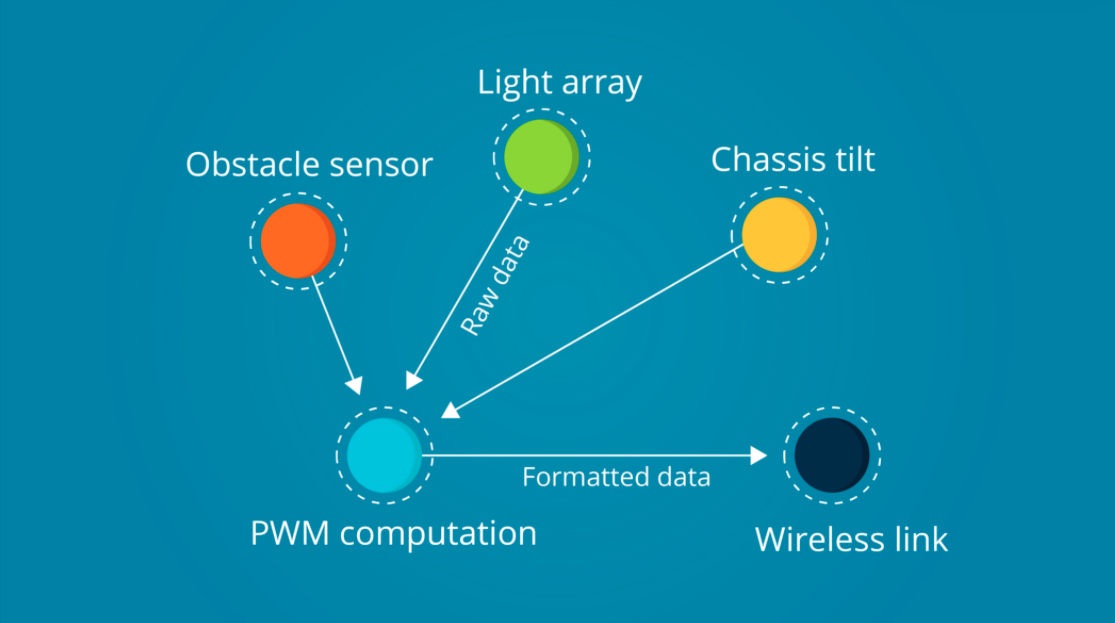 Light array
Obstacle sensor
Chassis tilt
Raw data
Formatted data
PWM computation
Wireless link